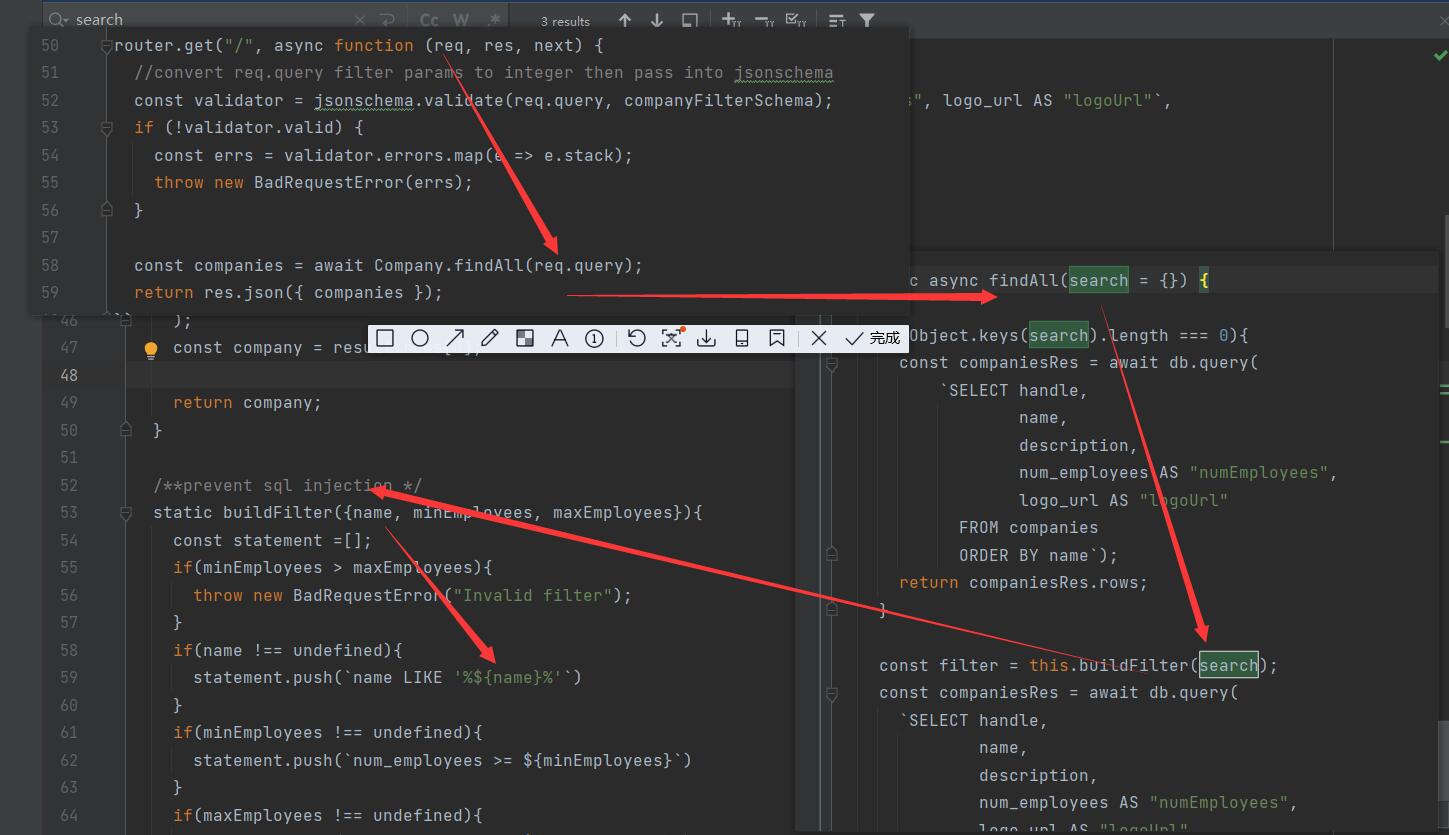 search
Cc W .*
3 results
50 router.get("/", async function (req, res, next) {
51 //convert req.query filter params to integer then pass into jsonschema
52 const validator = jsonschema.validate(req.query, companyFilterSchema);
53 if (!validator.valid) {
54 const errs = validator.errors.map(e => e.stack);
55 throw new BadRequestError(errs);
56 }
57
58 const companies = await Company.findAll(req.query);
59 return res.json({ companies });
", logo_url AS "logoUrl"`,
46 );
47 const company = resu
48
49 return company;
50 }
51
52 /**prevent sql injection */
53 static buildFilter({name, minEmployees, maxEmployees}){
54 const statement =[];
55 if(minEmployees > maxEmployees){
56 throw new BadRequestError("Invalid filter");
57 }
58 if(name !== undefined){
59 statement.push(`name LIKE '%${name}%'`)
60 }
61 if(minEmployees !== undefined){
62 statement.push(`num_employees >= ${minEmployees}`)
63 }
64 if(maxEmployees !== undefined){
完成
c async findAll(search = {}) {
Object.keys(search).length === 0){
const companiesRes = await db.query(
`SELECT handle,
name,
description,
num_employees AS "numEmployees",
logo_url AS "logoUrl"
FROM companies
ORDER BY name`);
return companiesRes.rows;
}
const filter = this.buildFilter(search);
const companiesRes = await db.query(
`SELECT handle,
name,
description,
num_employees AS "numEmployees",
logo_url AS "logoUrl"